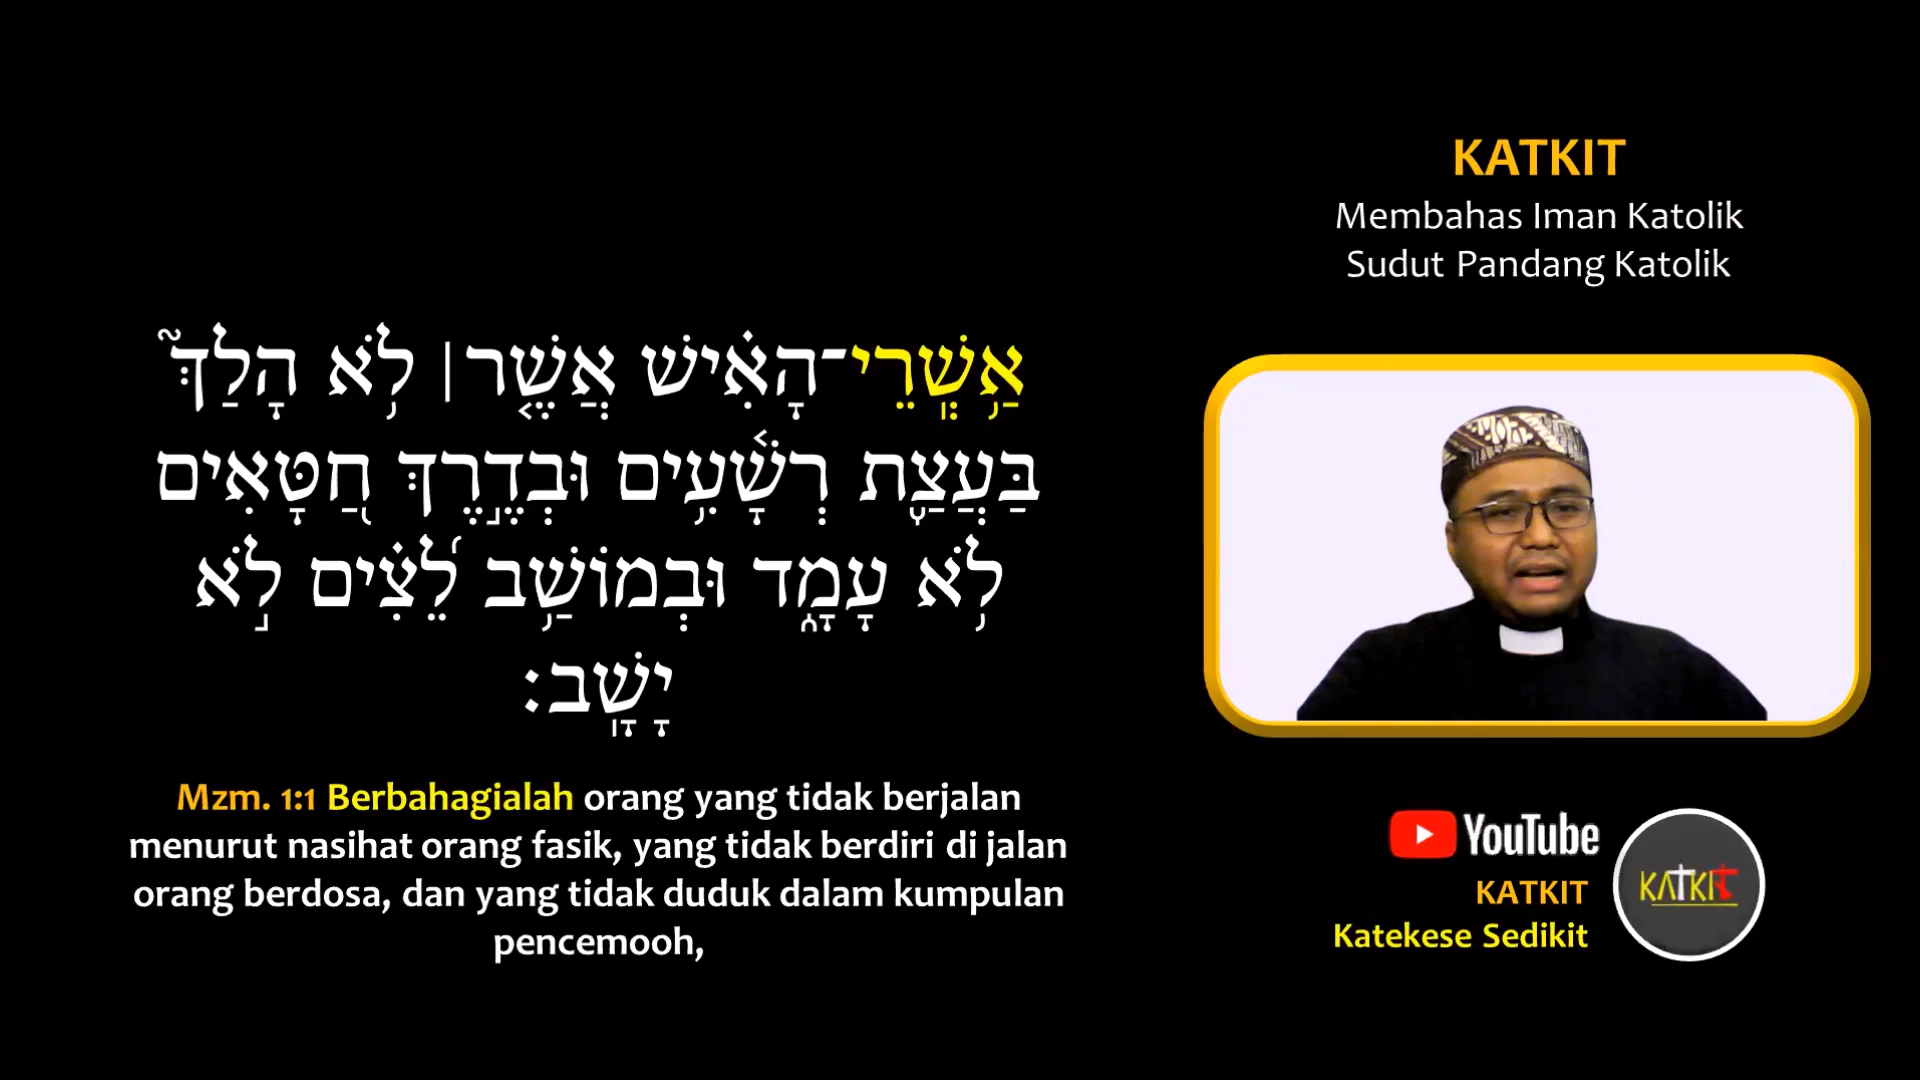 אַ֥שְֽׁרֵי־הָאִ֗ישׁ אֲשֶׁ֤ר׀ לֹ֥א הָלַךְ֮
בַּעֲצַ֪ת רְשָׁ֫עִ֥ים וּבְדֶ֣רֶךְ חַ֭טָּאִים
לֹ֥א עָמָ֑ד וּבְמוֹשַׁ֥ב לֵ֝צִ֗ים לֹ֣א
יָשָֽׁב׃
Mzm. 1:1 Berbahagialah orang yang tidak berjalan
menurut nasihat orang fasik, yang tidak berdiri di jalan
orang berdosa, dan yang tidak duduk dalam kumpulan
pencemooh,
KATKIT
Membahas Iman Katolik
Sudut Pandang Katolik
YouTube
KATKIT
Katekese Sedikit
KATKIT